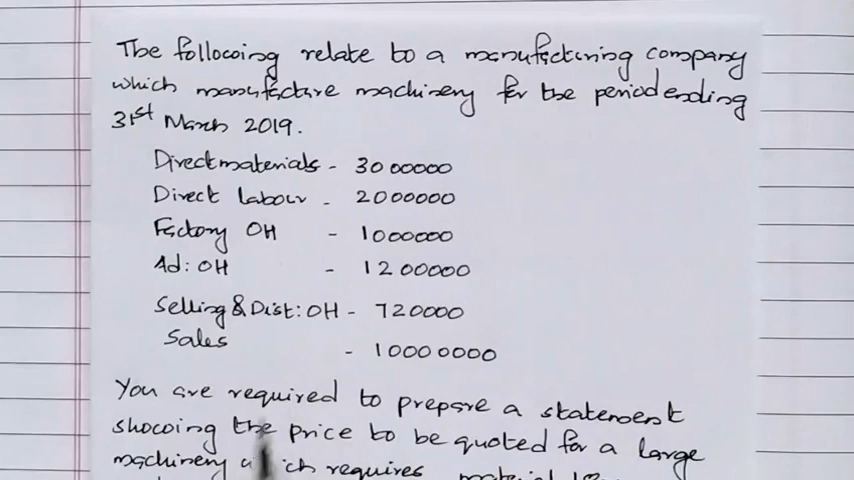 The following relate to a manufacturing company
which manufacture machinery for the period ending
31st March 2019.
Direct materials - 3000000
Direct labour - 2000000
Factory OH - 1000000
Ad: OH - 1200000
Selling & Dist: OH - 720000
Sales - 10000000
You are required to prepare a statement
showing the price to be quoted for a large
machinery requires material